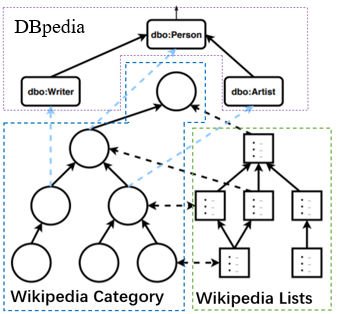 DBpedia
dbo:Person
dbo:Writer
dbo:Artist
Wikipedia Category
Wikipedia Lists